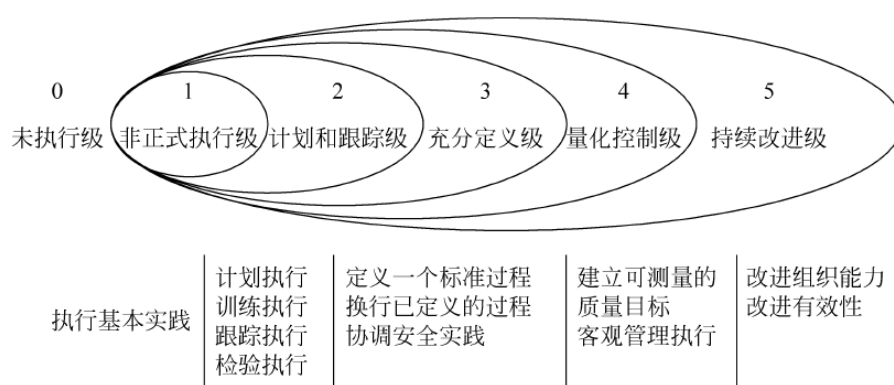 0 1 2 3 4 5
未执行级 非正式执行级 计划和跟踪级 充分定义级 量化控制级 持续改进级
执行基本实践
计划执行
训练执行
跟踪执行
检验执行
定义一个标准过程
换行已定义的过程
协调安全实践
建立可测量的
质量目标
客观管理执行
改进组织能力
改进有效性